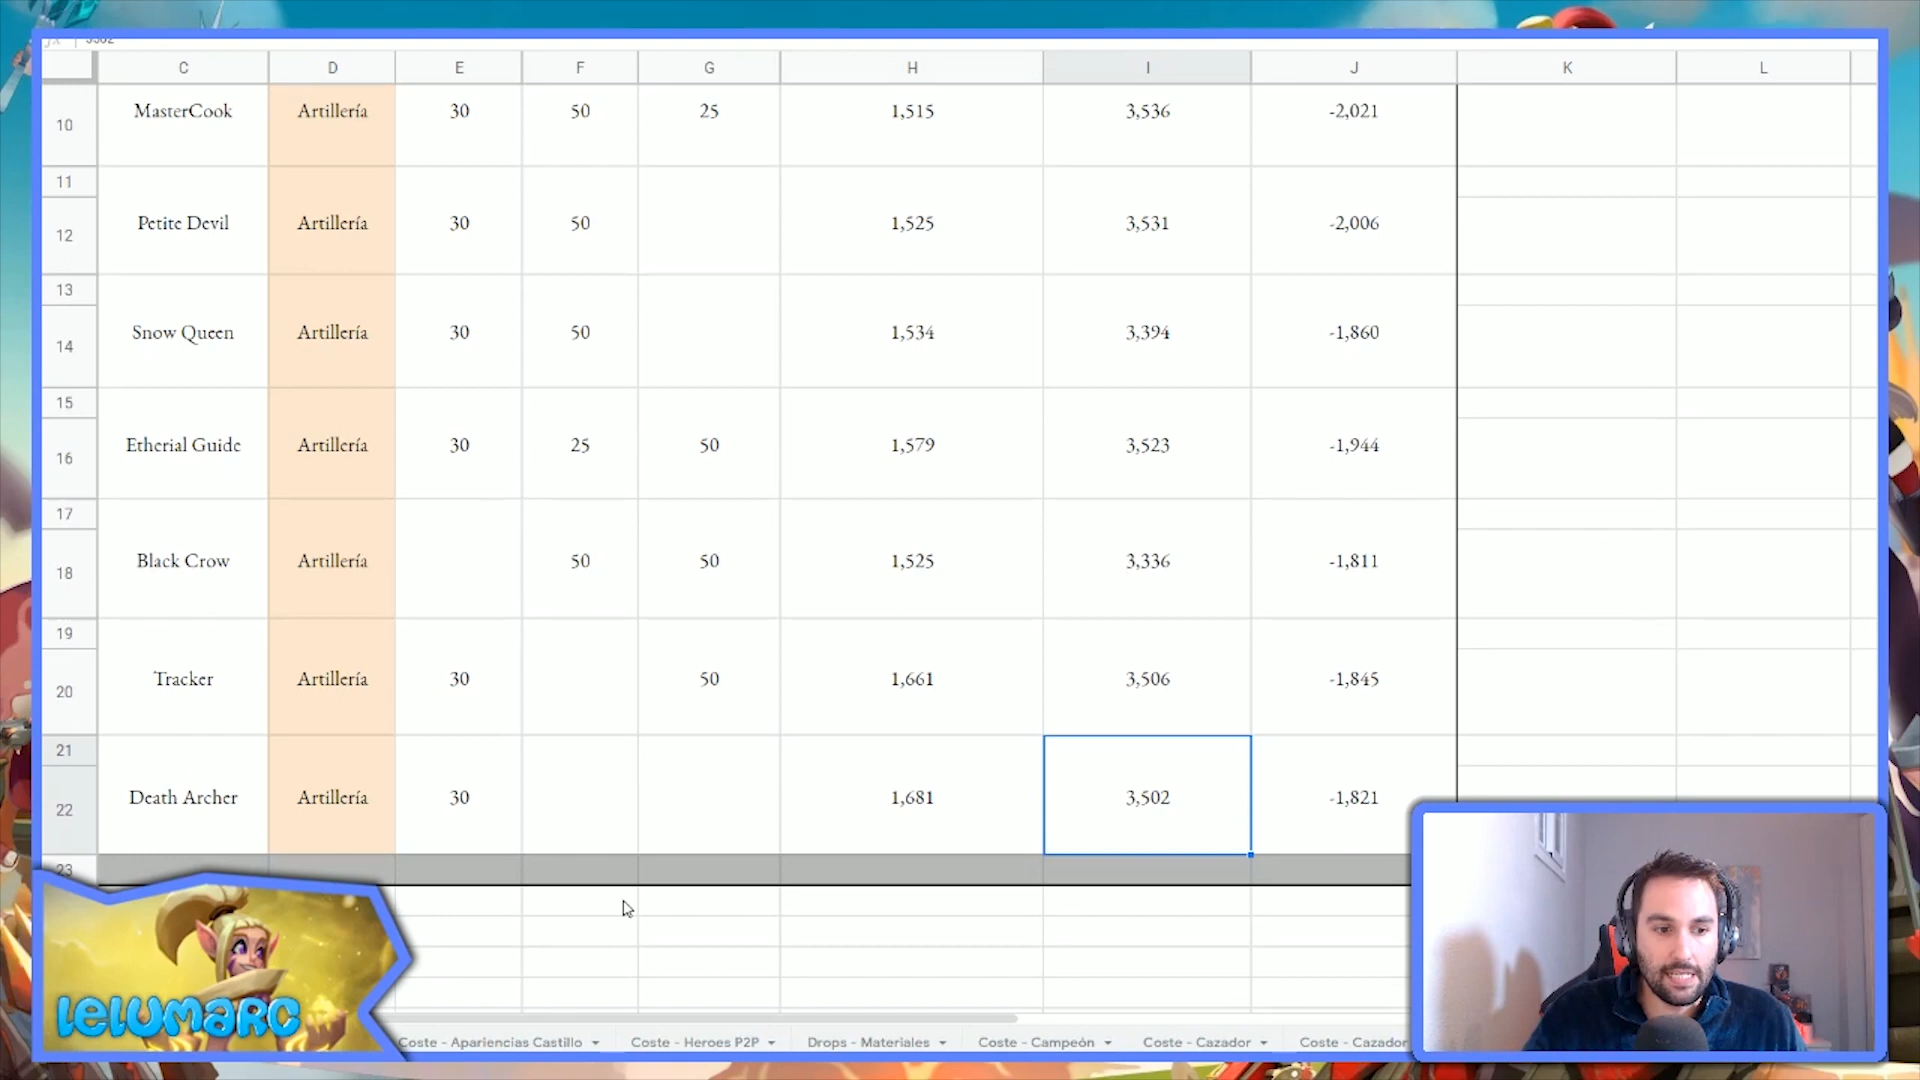 3502
C D E F G H I J K L
10 MasterCook Artillería 30 50 25 1,515 3,536 -2,021
11
12 Petite Devil Artillería 30 50 1,525 3,531 -2,006
13
14 Snow Queen Artillería 30 50 1,534 3,394 -1,860
15
16 Etherial Guide Artillería 30 25 50 1,579 3,523 -1,944
17
18 Black Crow Artillería 50 50 1,525 3,336 -1,811
19
20 Tracker Artillería 30 50 1,661 3,506 -1,845
21
22 Death Archer Artillería 30 1,681 3,502 -1,821
23
LELUMARC
Coste - Apariencias Castillo Coste - Heroes P2P Drops - Materiales Coste - Campeón Coste - Cazador Coste - Cazador